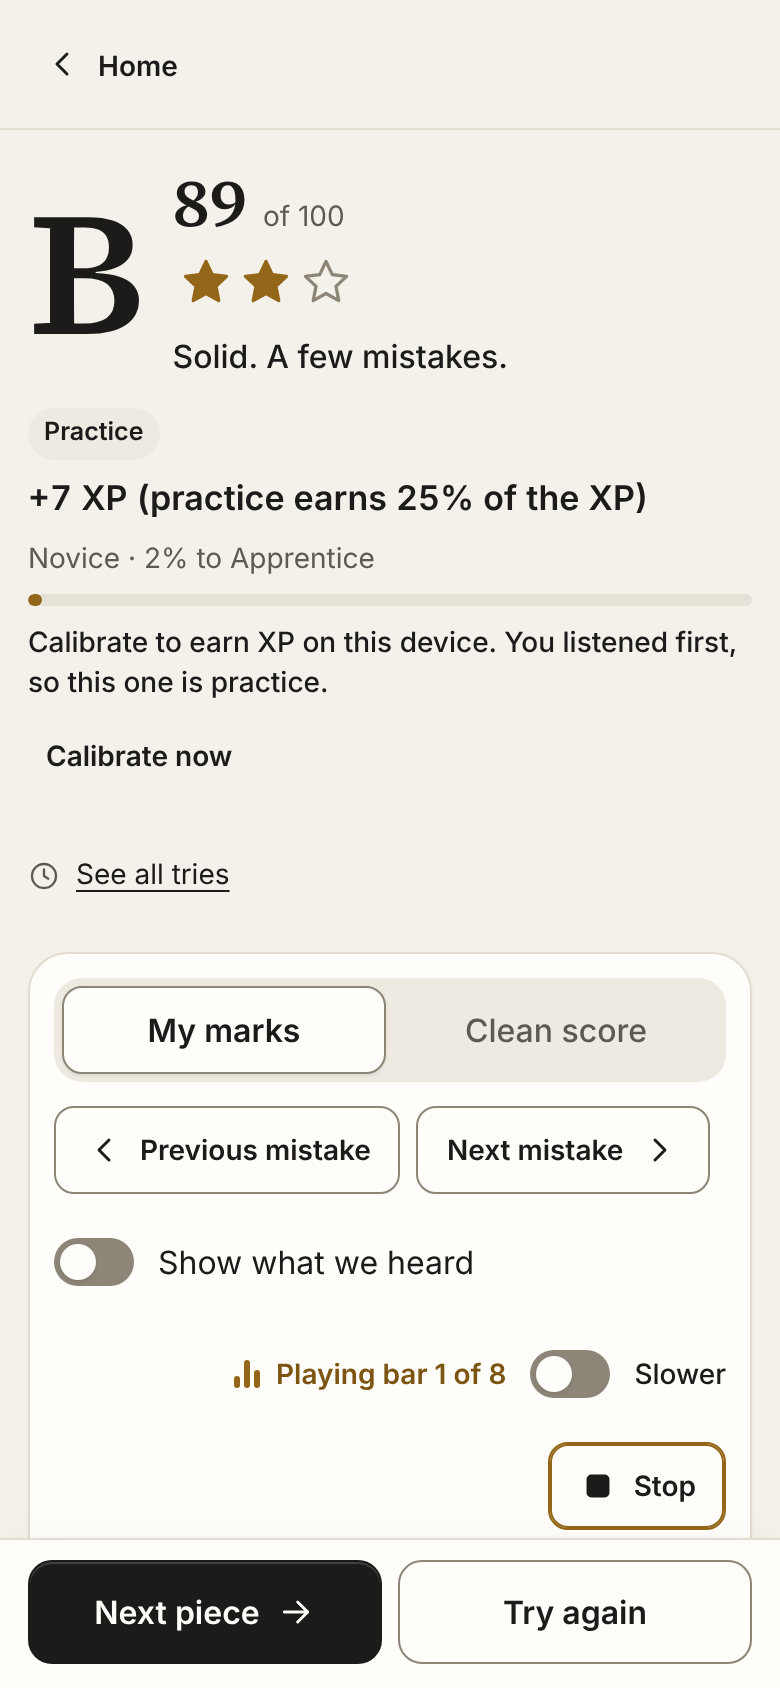 Home
B
89 of 100
Solid. A few mistakes.
Practice
+7 XP (practice earns 25% of the XP)
Novice · 2% to Apprentice
Calibrate to earn XP on this device. You listened first,
so this one is practice.
Calibrate now
See all tries
My marks
Clean score
Previous mistake
Next mistake
Show what we heard
Playing bar 1 of 8
Slower
Stop
Next piece
Try again